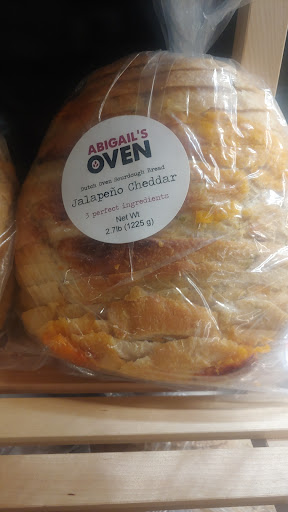 ABIGAIL'S
OVEN
Dutch Oven Sourdough Bread
Jalapeño Cheddar
5 perfect ingredients
Net Wt
2.7lb (1225 g)